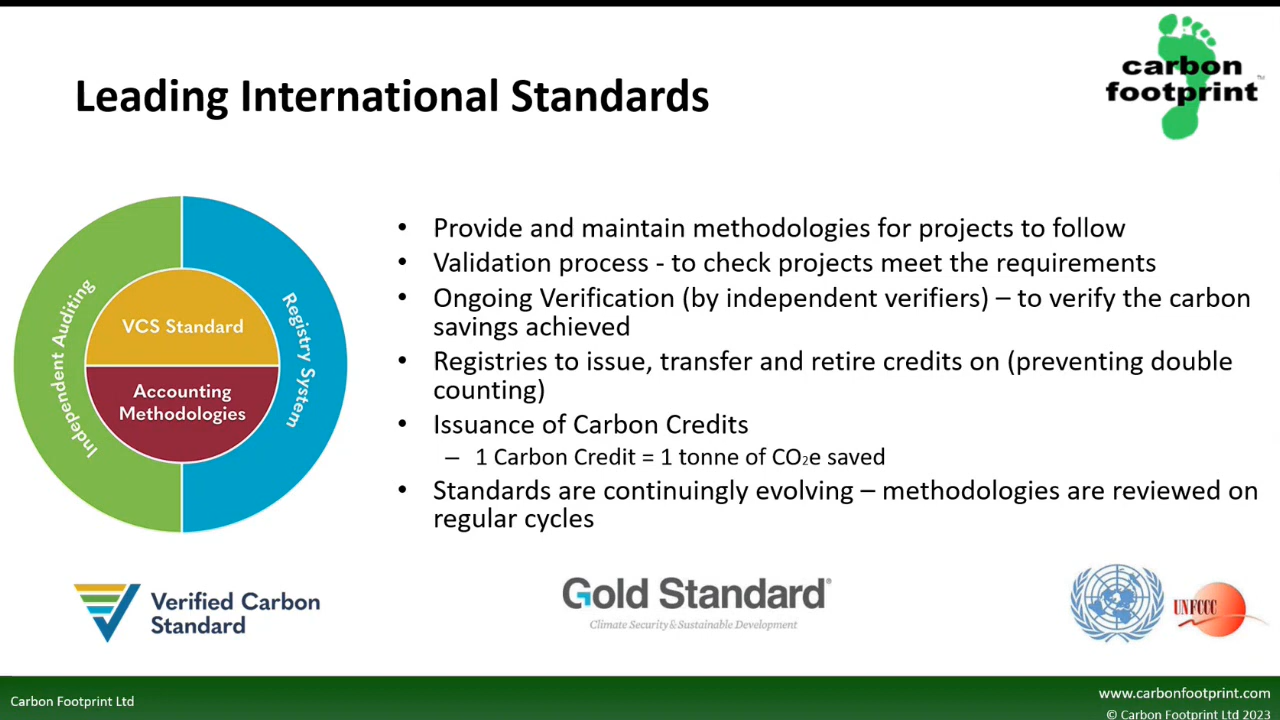 carbon
footprint™
Leading International Standards
Independent Auditing
Registry System
VCS Standard
Accounting
Methodologies
• Provide and maintain methodologies for projects to follow
• Validation process - to check projects meet the requirements
• Ongoing Verification (by independent verifiers) – to verify the carbon
savings achieved
• Registries to issue, transfer and retire credits on (preventing double
counting)
• Issuance of Carbon Credits
– 1 Carbon Credit = 1 tonne of CO₂e saved
• Standards are continuingly evolving – methodologies are reviewed on
regular cycles
Verified Carbon
Standard
Gold Standard®
Climate Security & Sustainable Development
UNFCCC
Carbon Footprint Ltd
www.carbonfootprint.com
© Carbon Footprint Ltd 2023